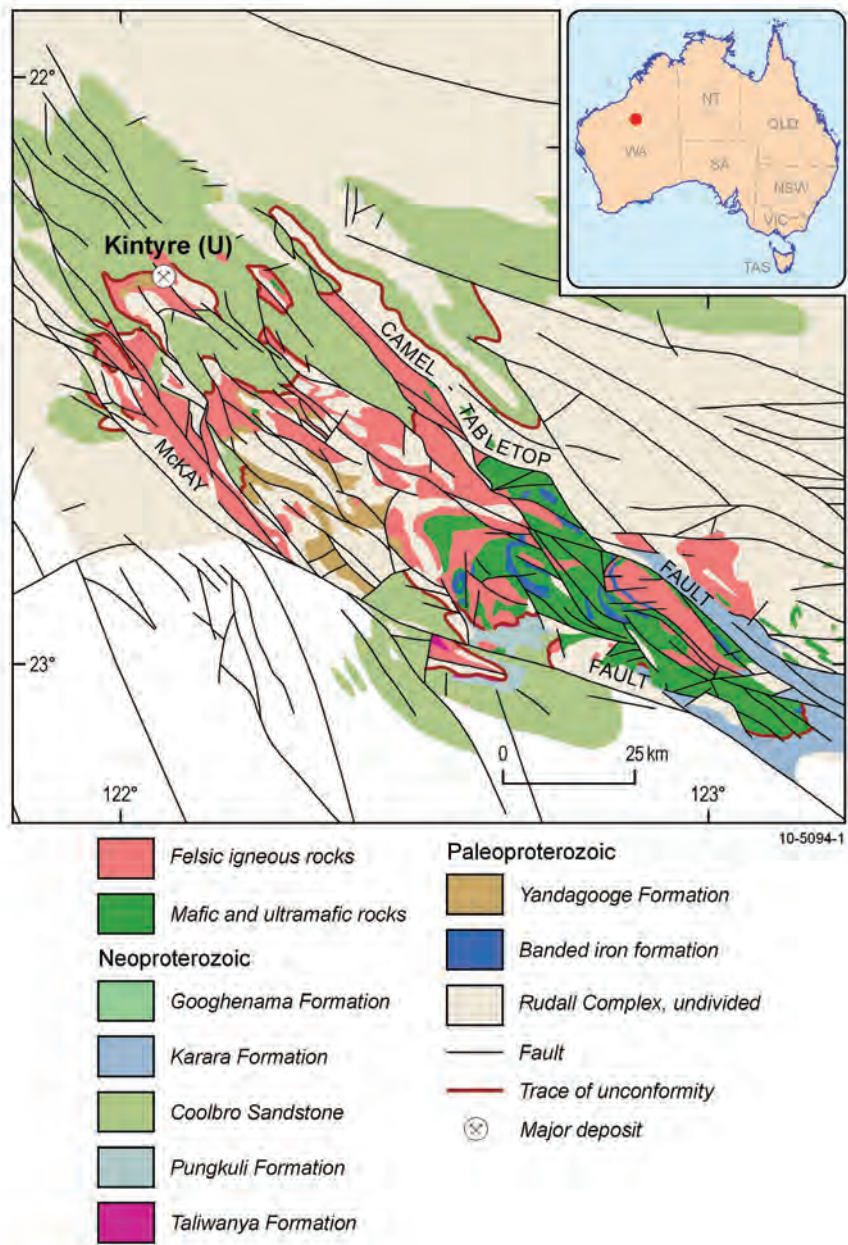 22°
NT
QLD
WA
SA
NSW
VIC
TAS
Kintyre (U)
CAMEL - TABLETOP
McKAY
FAULT
23°
FAULT
0 25 km
122° 123°
10-5094-1
Felsic igneous rocks
Mafic and ultramafic rocks
Neoproterozoic
Googhenama Formation
Karara Formation
Coolbro Sandstone
Pungkuli Formation
Taliwanya Formation
Paleoproterozoic
Yandagooge Formation
Banded iron formation
Rudall Complex, undivided
Fault
Trace of unconformity
Major deposit